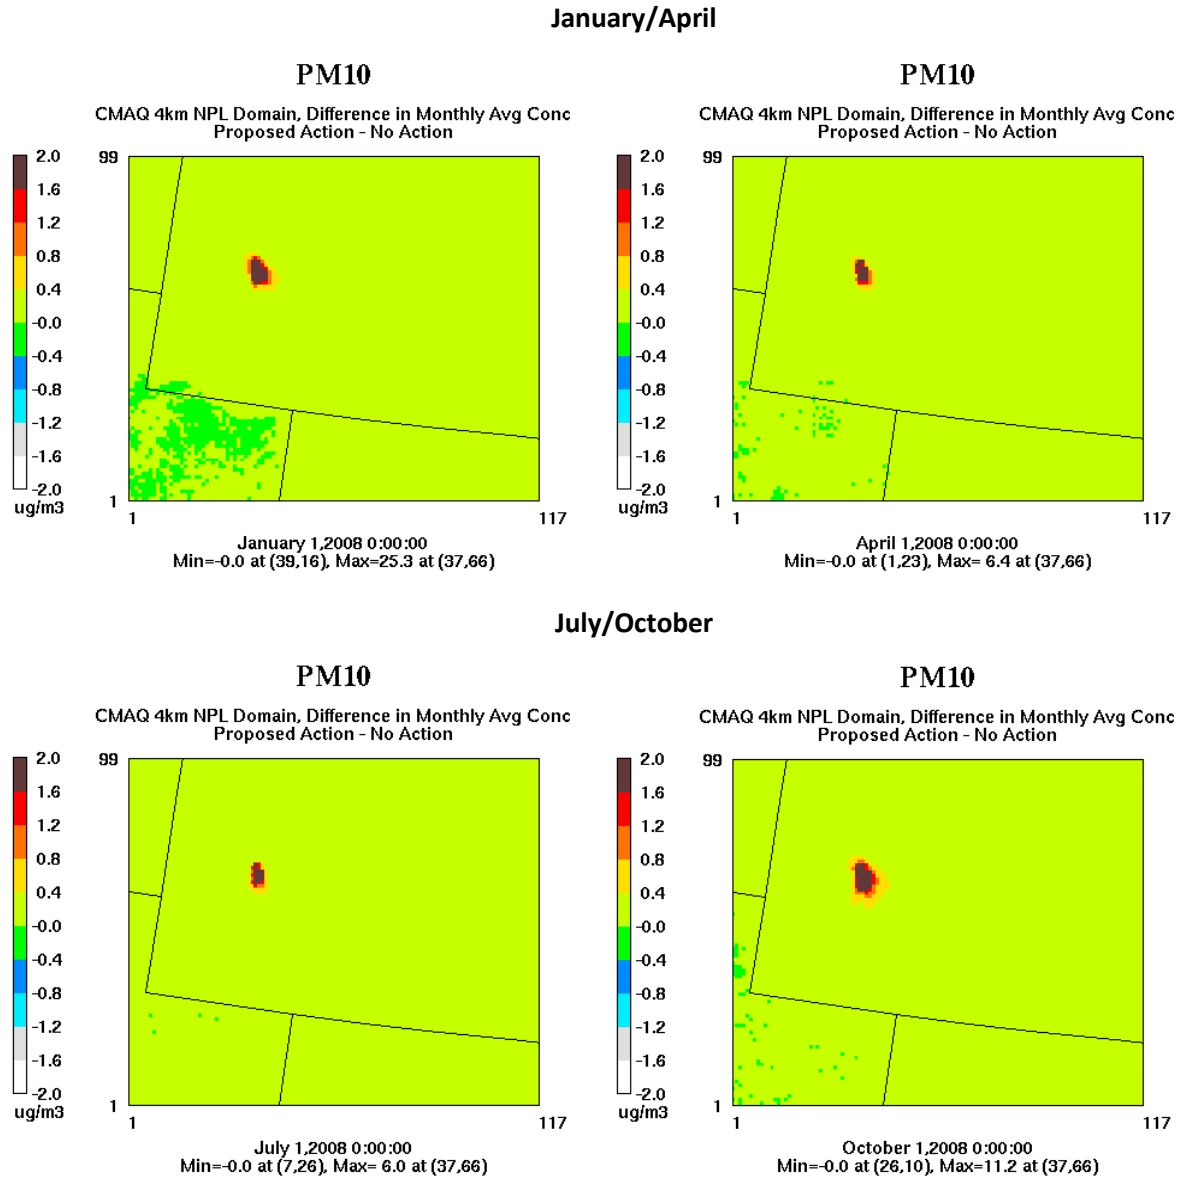 January/April
PM10
CMAQ 4km NPL Domain, Difference in Monthly Avg Conc
Proposed Action - No Action
2.0
1.6
1.2
0.8
0.4
-0.0
-0.4
-0.8
-1.2
-1.6
-2.0
ug/m3
99
1
1
117
January 1,2008 0:00:00
Min=-0.0 at (39,16), Max=25.3 at (37,66)
PM10
CMAQ 4km NPL Domain, Difference in Monthly Avg Conc
Proposed Action - No Action
2.0
1.6
1.2
0.8
0.4
-0.0
-0.4
-0.8
-1.2
-1.6
-2.0
ug/m3
99
1
1
117
April 1,2008 0:00:00
Min=-0.0 at (1,23), Max= 6.4 at (37,66)
July/October
PM10
CMAQ 4km NPL Domain, Difference in Monthly Avg Conc
Proposed Action - No Action
2.0
1.6
1.2
0.8
0.4
-0.0
-0.4
-0.8
-1.2
-1.6
-2.0
ug/m3
99
1
1
117
July 1,2008 0:00:00
Min=-0.0 at (7,26), Max= 6.0 at (37,66)
PM10
CMAQ 4km NPL Domain, Difference in Monthly Avg Conc
Proposed Action - No Action
2.0
1.6
1.2
0.8
0.4
-0.0
-0.4
-0.8
-1.2
-1.6
-2.0
ug/m3
99
1
1
117
October 1,2008 0:00:00
Min=-0.0 at (26,10), Max=11.2 at (37,66)